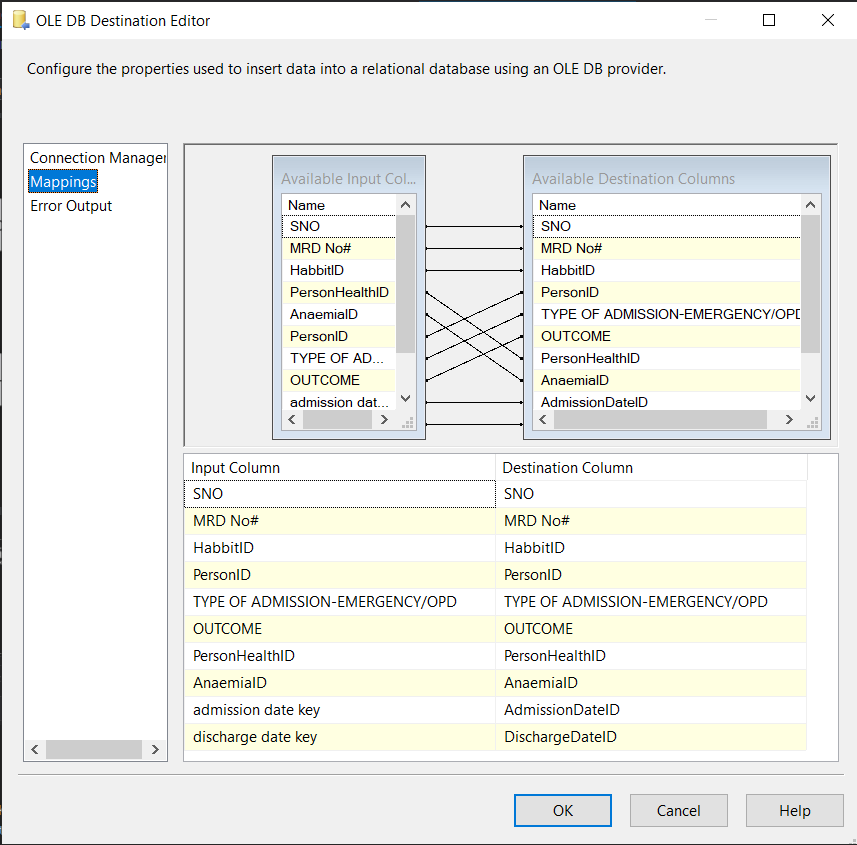 OLE DB Destination Editor
Configure the properties used to insert data into a relational database using an OLE DB provider.
Connection Manager
Mappings
Error Output
Available Input Col...
Name
SNO
MRD No#
HabbitID
PersonHealthID
AnaemiaID
PersonID
TYPE OF AD...
OUTCOME
admission dat...
Available Destination Columns
Name
SNO
MRD No#
HabbitID
PersonID
TYPE OF ADMISSION-EMERGENCY/OPD
OUTCOME
PersonHealthID
AnaemiaID
AdmissionDateID
Input Column Destination Column
SNO SNO
MRD No# MRD No#
HabbitID HabbitID
PersonID PersonID
TYPE OF ADMISSION-EMERGENCY/OPD TYPE OF ADMISSION-EMERGENCY/OPD
OUTCOME OUTCOME
PersonHealthID PersonHealthID
AnaemiaID AnaemiaID
admission date key AdmissionDateID
discharge date key DischargeDateID
OK Cancel Help